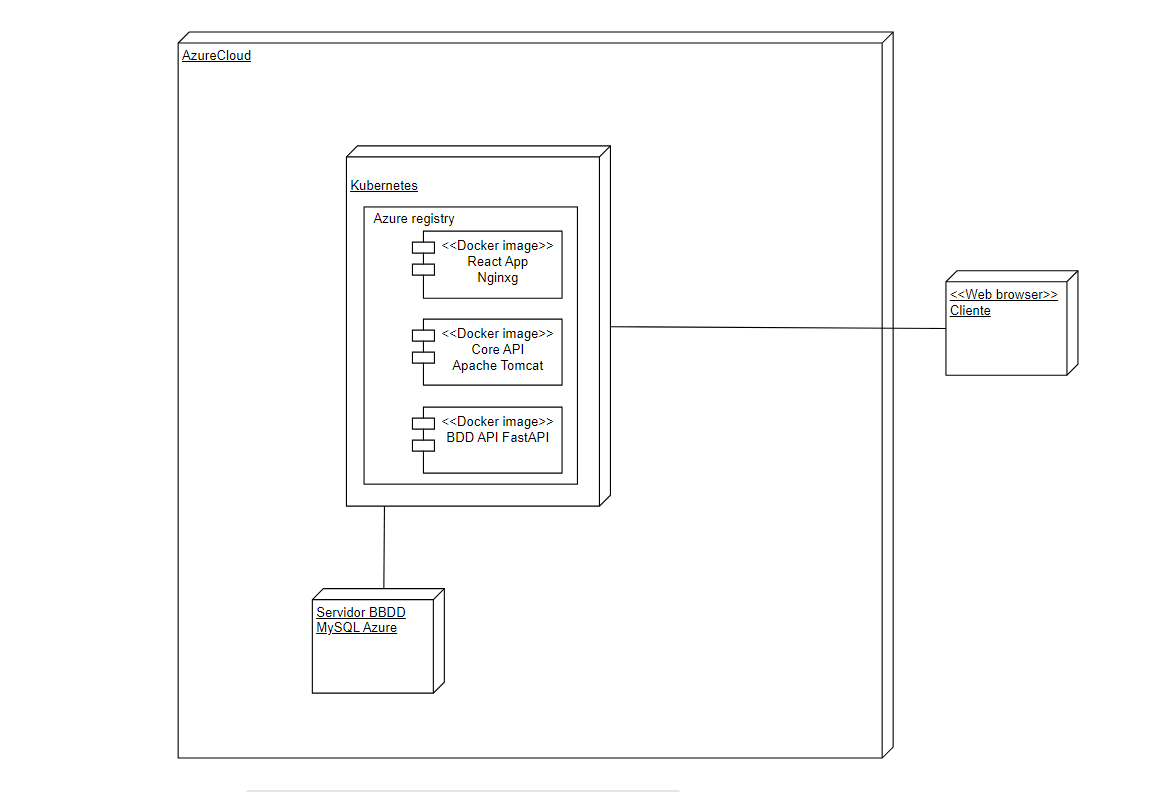 AzureCloud
Kubernetes
Azure registry
<<Docker image>>
React App
Nginxg
<<Docker image>>
Core API
Apache Tomcat
<<Docker image>>
BDD API FastAPI
<<Web browser>>
Cliente
Servidor BBDD
MySQL Azure